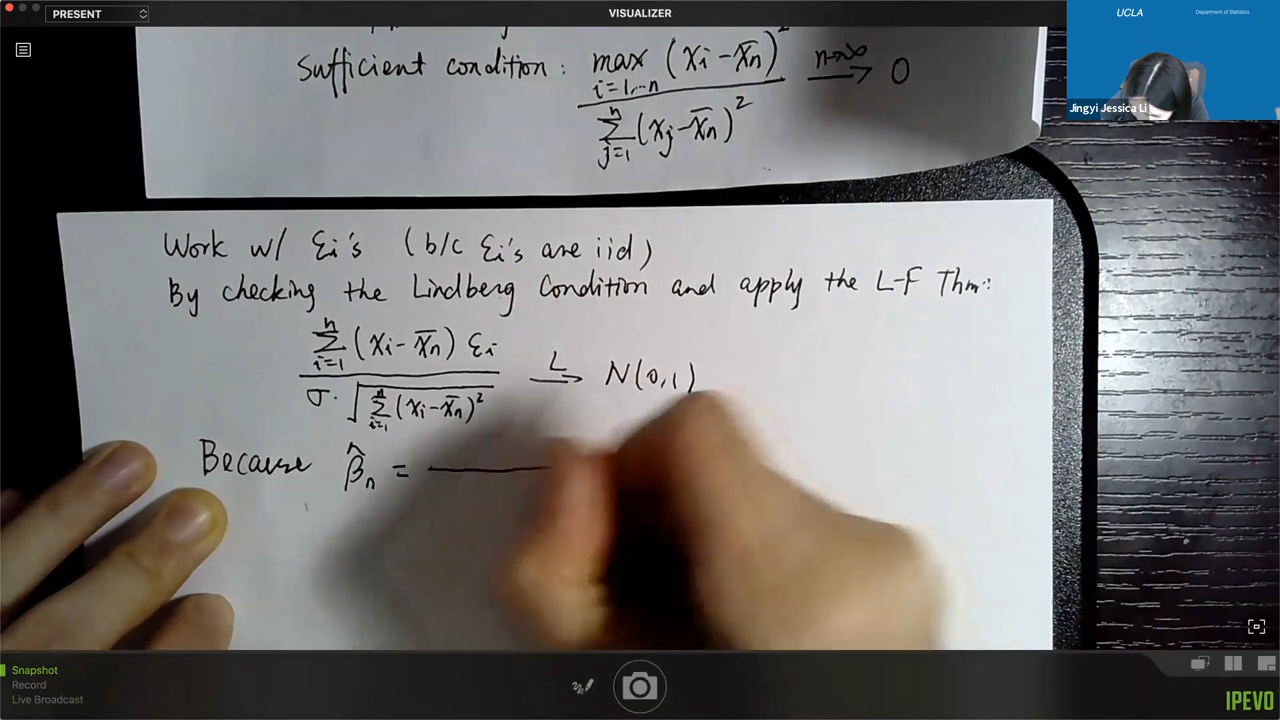 PRESENT
VISUALIZER
UCLA
Department of Statistics
Jingyi Jessica Li
Sufficient condition: max_{i=1,..n} (xi - x̄n)² / Σ_{j=1}^{n} (xj - x̄n)² →^{n→∞} 0
Work w/ εi's (b/c εi's are iid)
By checking the Lindberg Condition and apply the L-F Thm:
Σ_{i=1}^{n} (xi - x̄n) εi / σ·√(Σ_{i=1}^{n} (xi - x̄n)²) →^{L} N(0,1)
Because β̂n =
Snapshot
Record
Live Broadcast
IPEVO